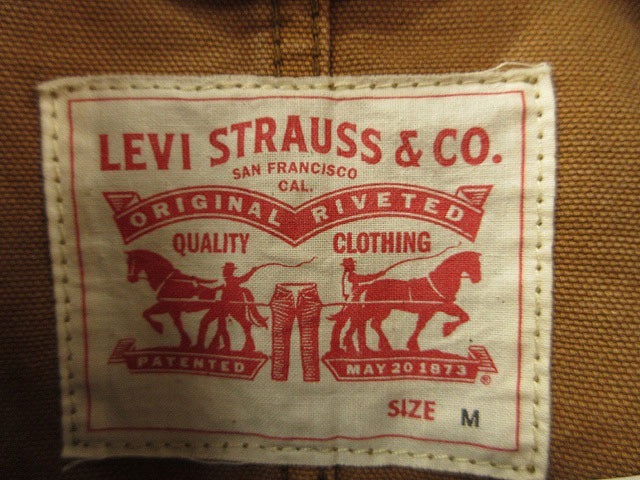 LEVI STRAUSS & CO.
SAN FRANCISCO
CAL.
ORIGINAL RIVETED
QUALITY CLOTHING
PATENTED MAY 20 1873 ®
SIZE M